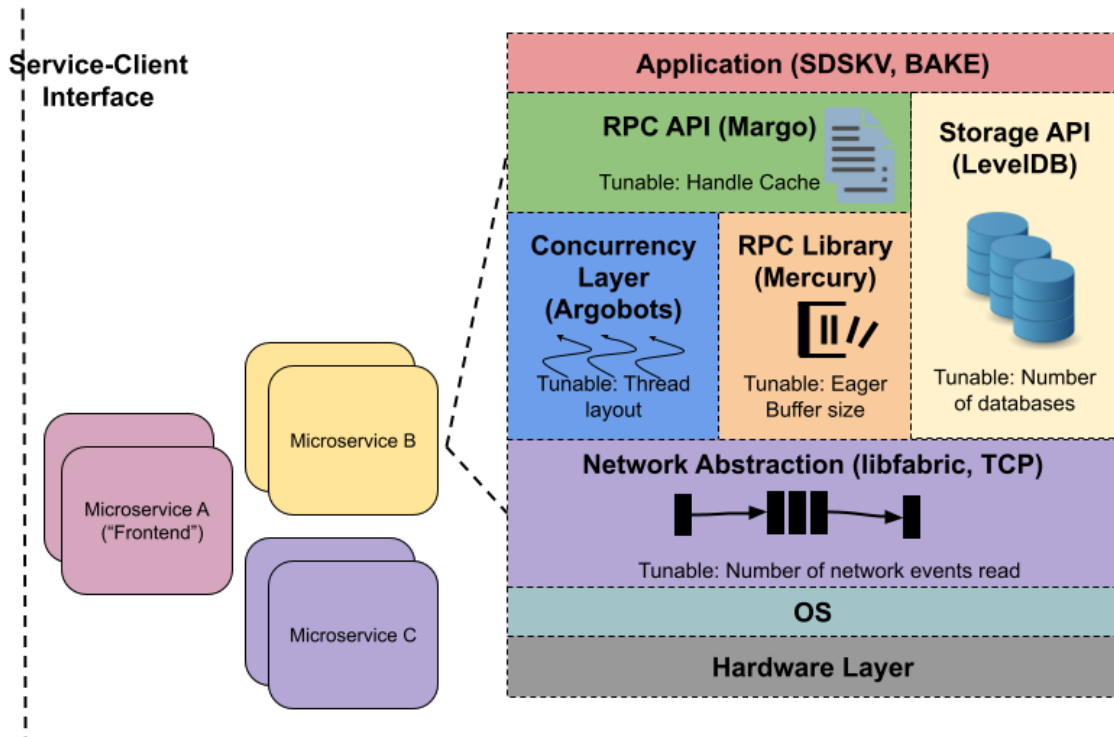 Service-Client
Interface
Microservice A
(“Frontend”)
Microservice B
Microservice C
Application (SDSKV, BAKE)
RPC API (Margo)
Tunable: Handle Cache
Storage API
(LevelDB)
Tunable: Number
of databases
Concurrency
Layer
(Argobots)
Tunable: Thread
layout
RPC Library
(Mercury)
Tunable: Eager
Buffer size
Network Abstraction (libfabric, TCP)
Tunable: Number of network events read
OS
Hardware Layer